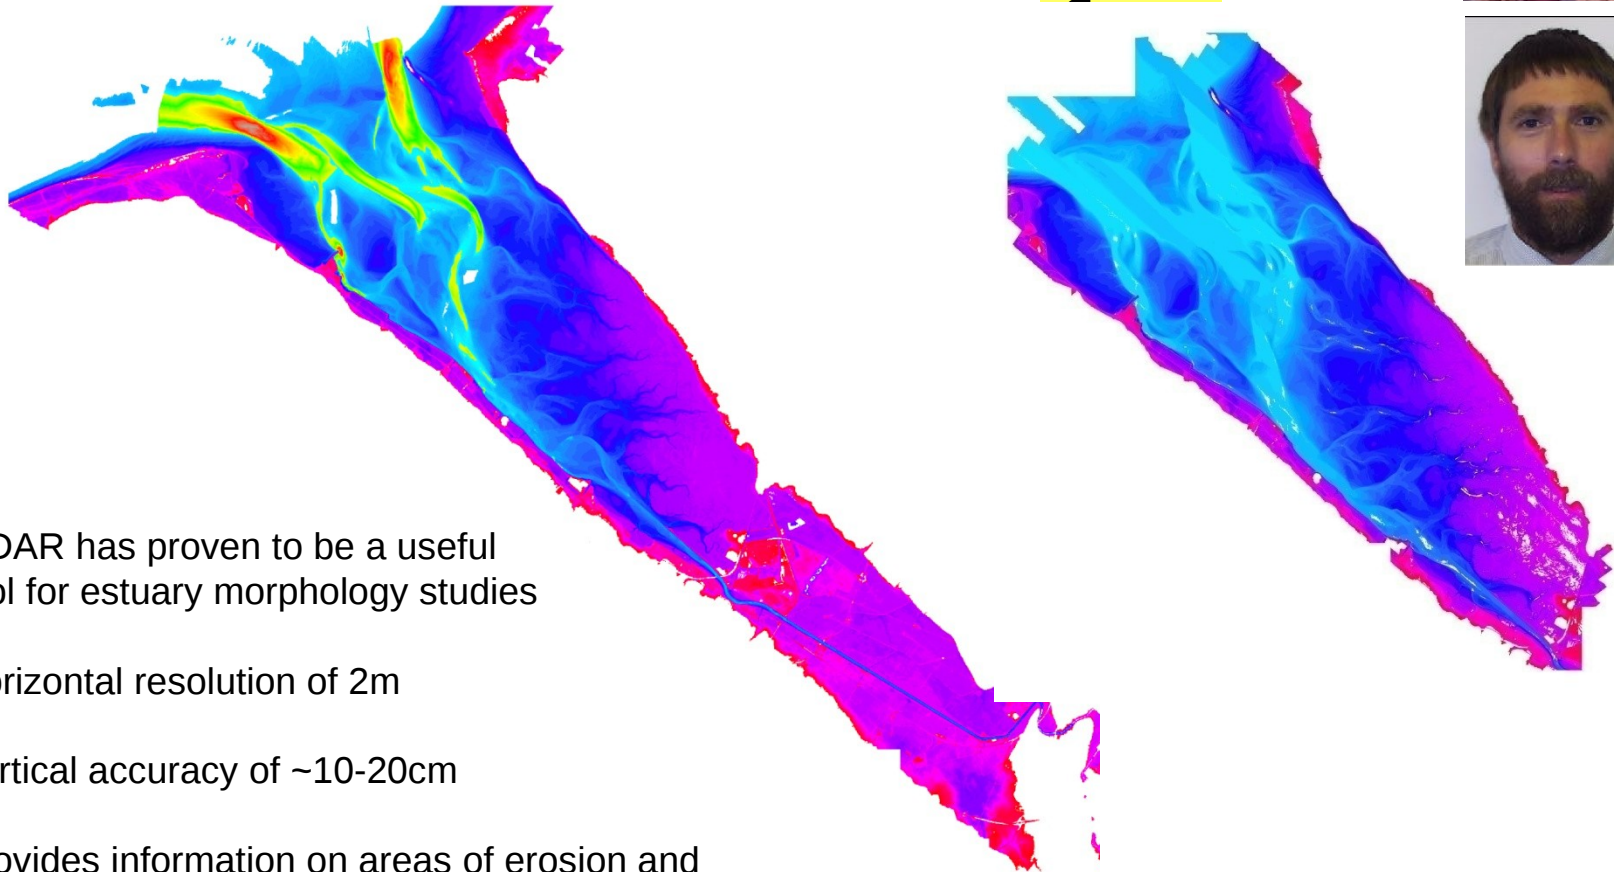 DAR has proven to be a useful
ol for estuary morphology studies
orizontal resolution of 2m
rtical accuracy of ~10-20cm
ovides information on areas of erosion and